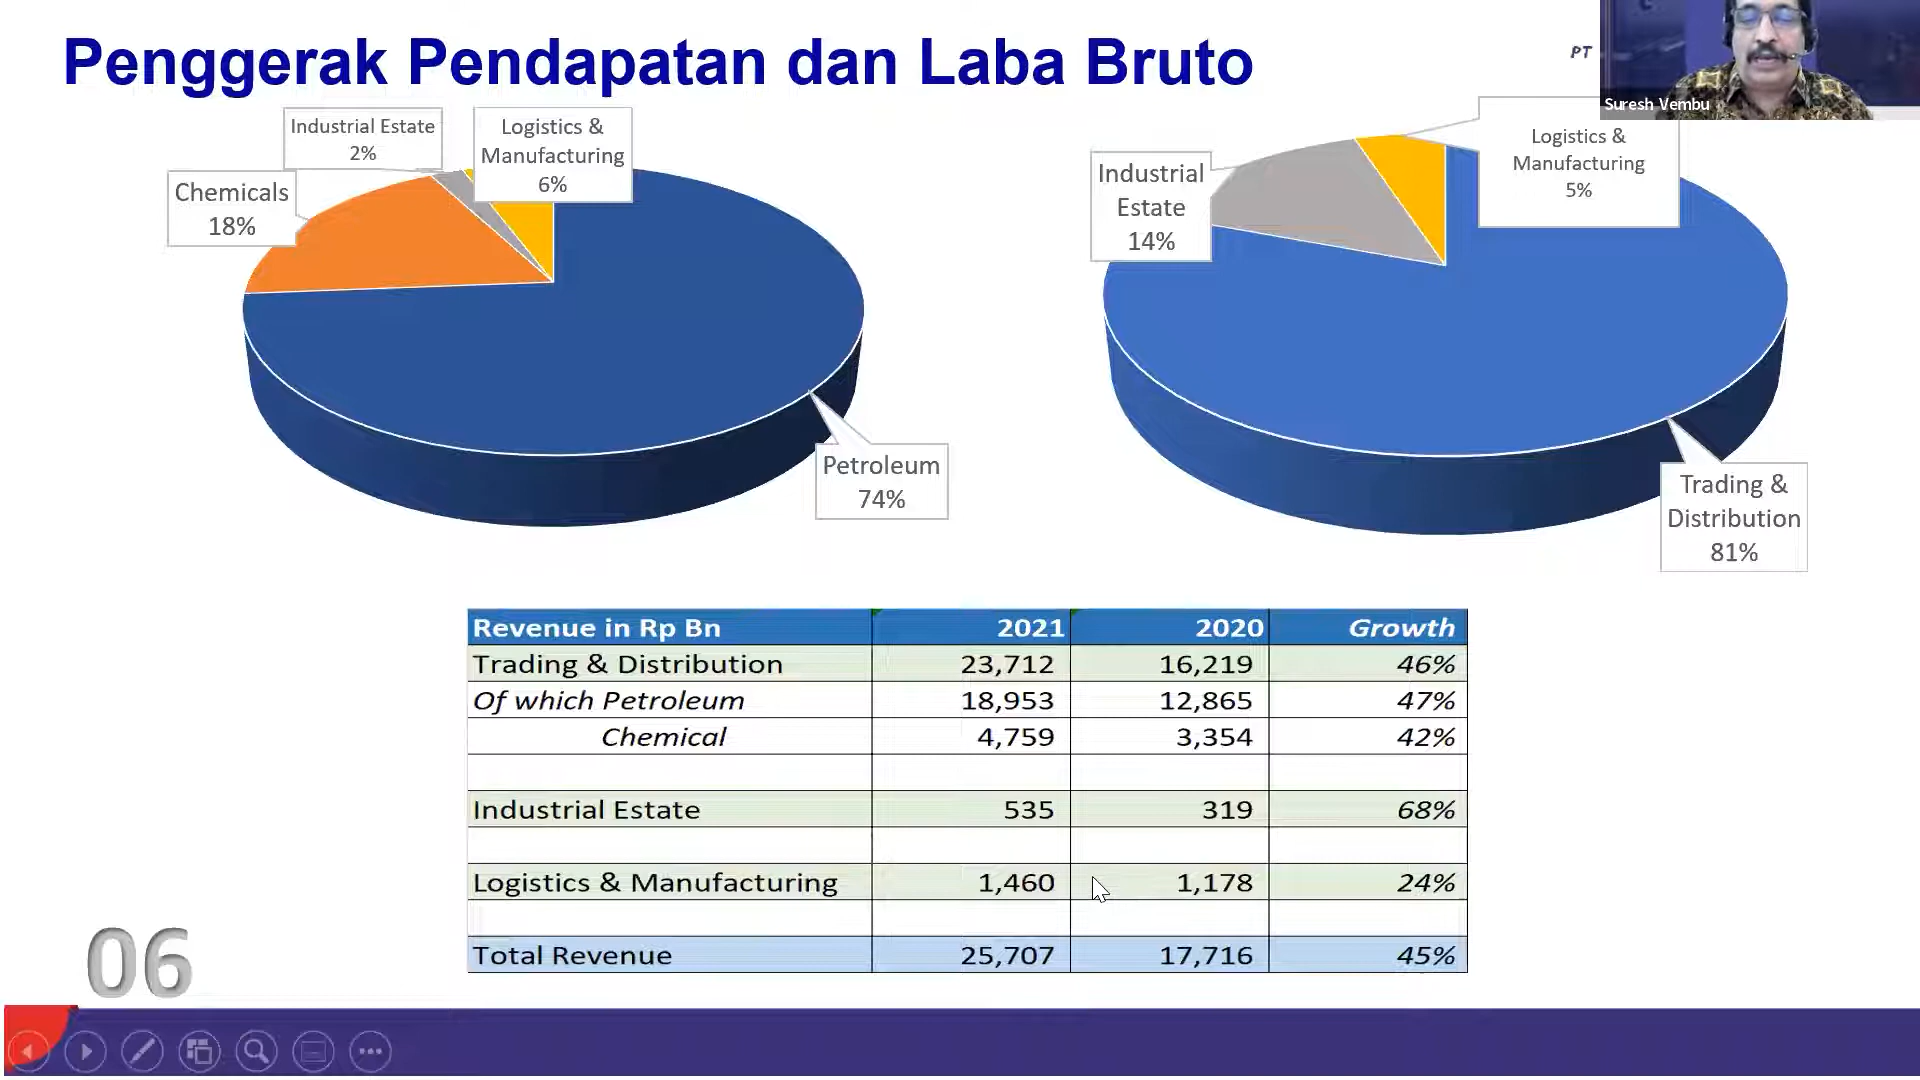 Penggerak Pendapatan dan Laba Bruto
PT
Suresh Vembu
Industrial Estate
2%
Logistics &
Manufacturing
6%
Chemicals
18%
Petroleum
74%
Industrial
Estate
14%
Logistics &
Manufacturing
5%
Trading &
Distribution
81%
Revenue in Rp Bn 2021 2020 Growth
Trading & Distribution 23,712 16,219 46%
Of which Petroleum 18,953 12,865 47%
Chemical 4,759 3,354 42%
Industrial Estate 535 319 68%
Logistics & Manufacturing 1,460 1,178 24%
Total Revenue 25,707 17,716 45%
06